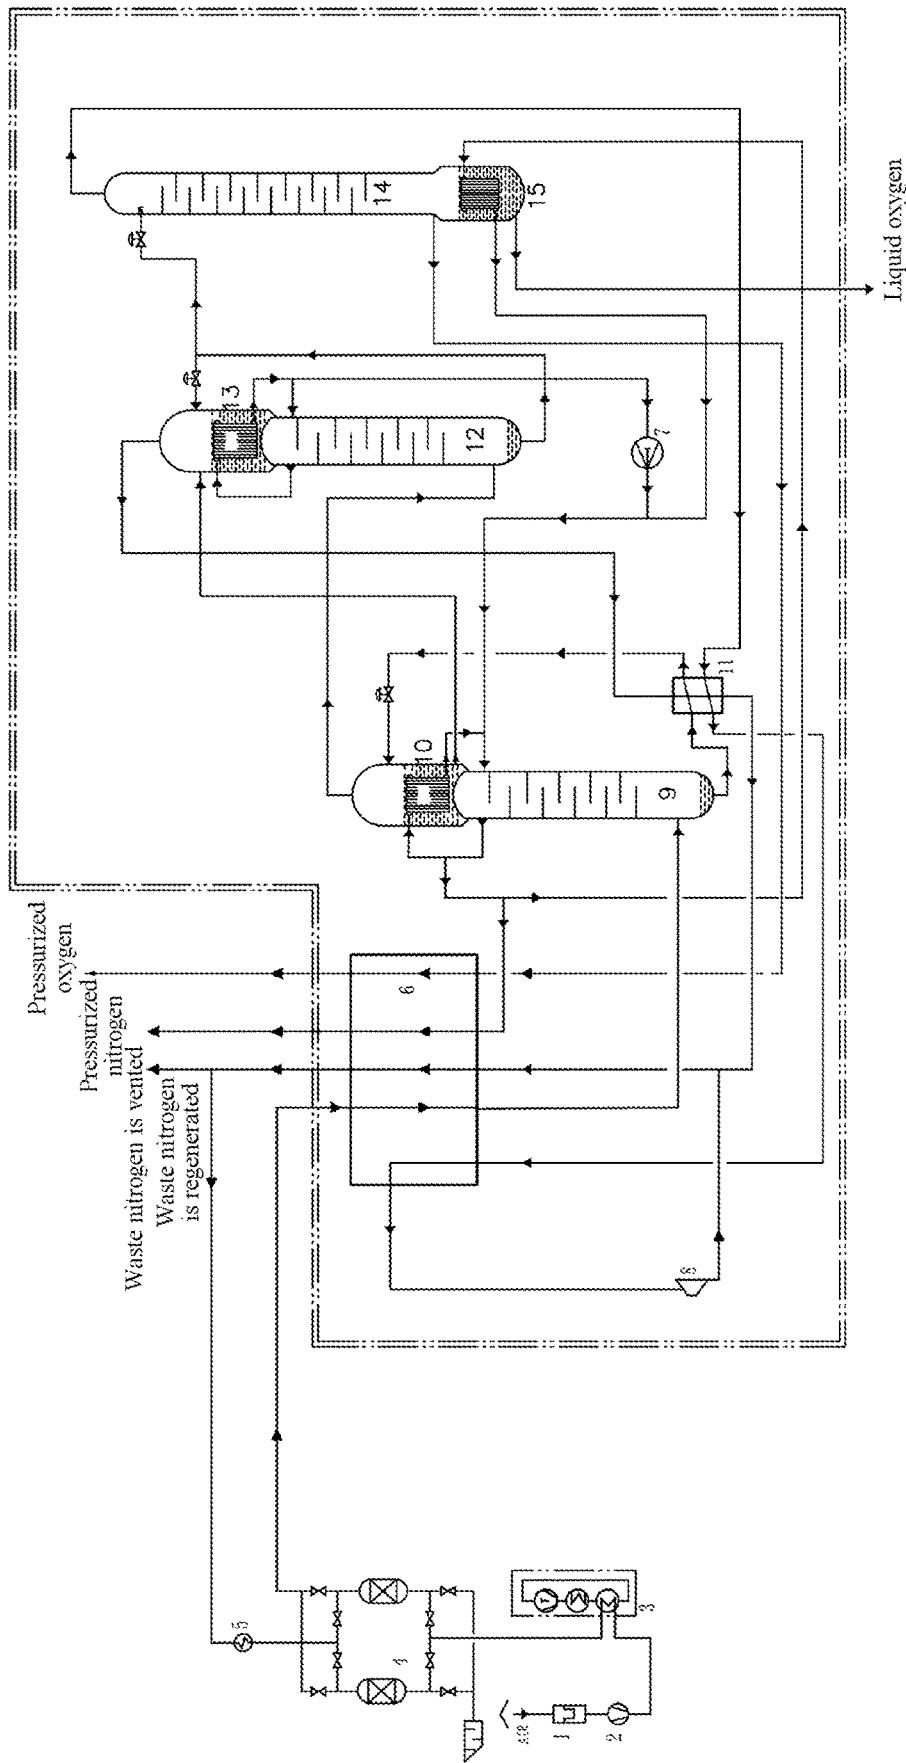 14
15
13
12
7
10
11
9
Liquid oxygen
Pressurized
oxygen
Pressurized
nitrogen
Waste nitrogen is vented
Waste nitrogen
is regenerated
6
8
5
4
3
AIR
1
2